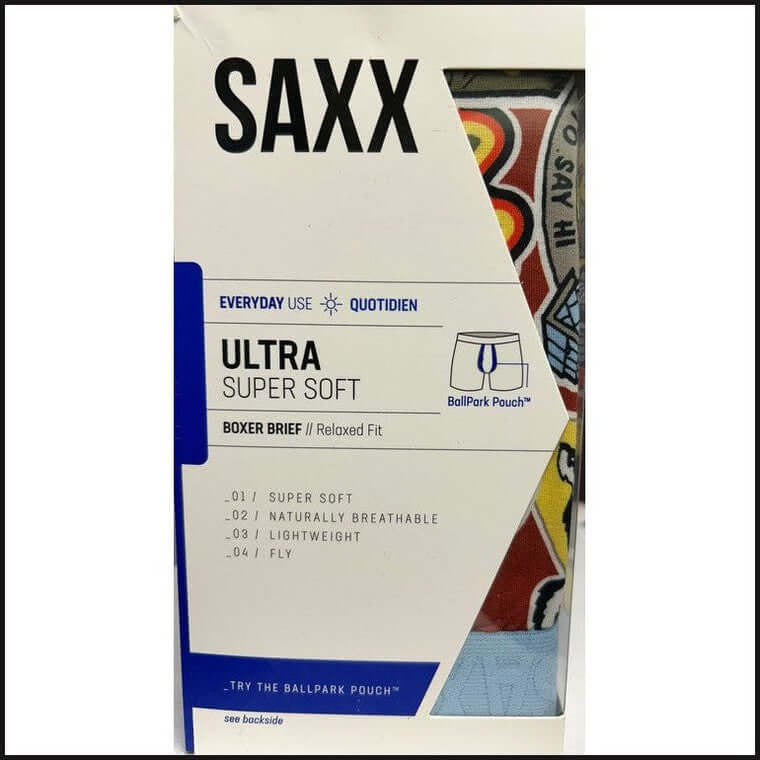 SAXX
TO SAY HI
EVERYDAY USE QUOTIDIEN
ULTRA
SUPER SOFT
BallPark Pouch™
BOXER BRIEF // Relaxed Fit
_01 / SUPER SOFT
_02 / NATURALLY BREATHABLE
_03 / LIGHTWEIGHT
_04 / FLY
_TRY THE BALLPARK POUCH™
see backside